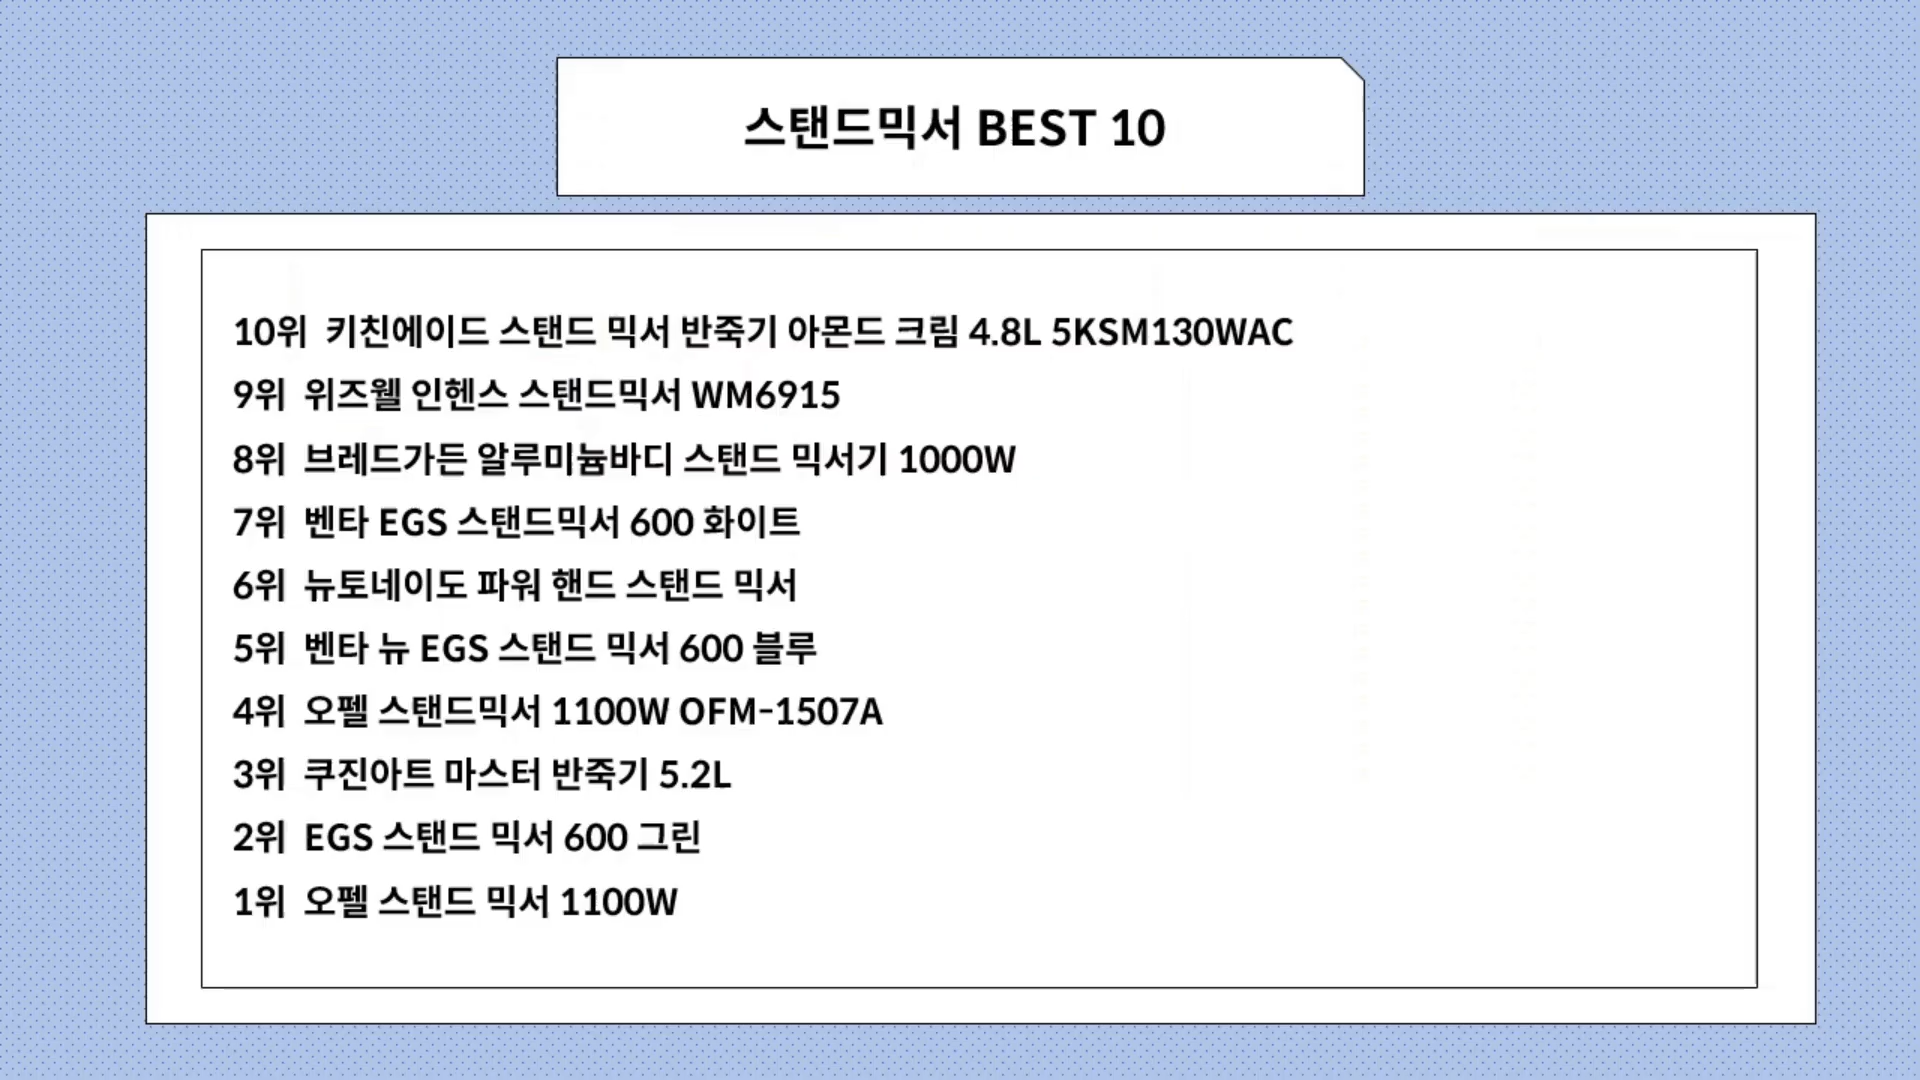 스탠드믹서 BEST 10
10위 키친에이드 스탠드 믹서 반죽기 아몬드 크림 4.8L 5KSM130WAC
9위 위즈웰 인헨스 스탠드믹서 WM6915
8위 브레드가든 알루미늄바디 스탠드 믹서기 1000W
7위 벤타 EGS 스탠드믹서 600 화이트
6위 뉴토네이도 파워 핸드 스탠드 믹서
5위 벤타 뉴 EGS 스탠드 믹서 600 블루
4위 오펠 스탠드믹서 1100W OFM-1507A
3위 쿠진아트 마스터 반죽기 5.2L
2위 EGS 스탠드 믹서 600 그린
1위 오펠 스탠드 믹서 1100W